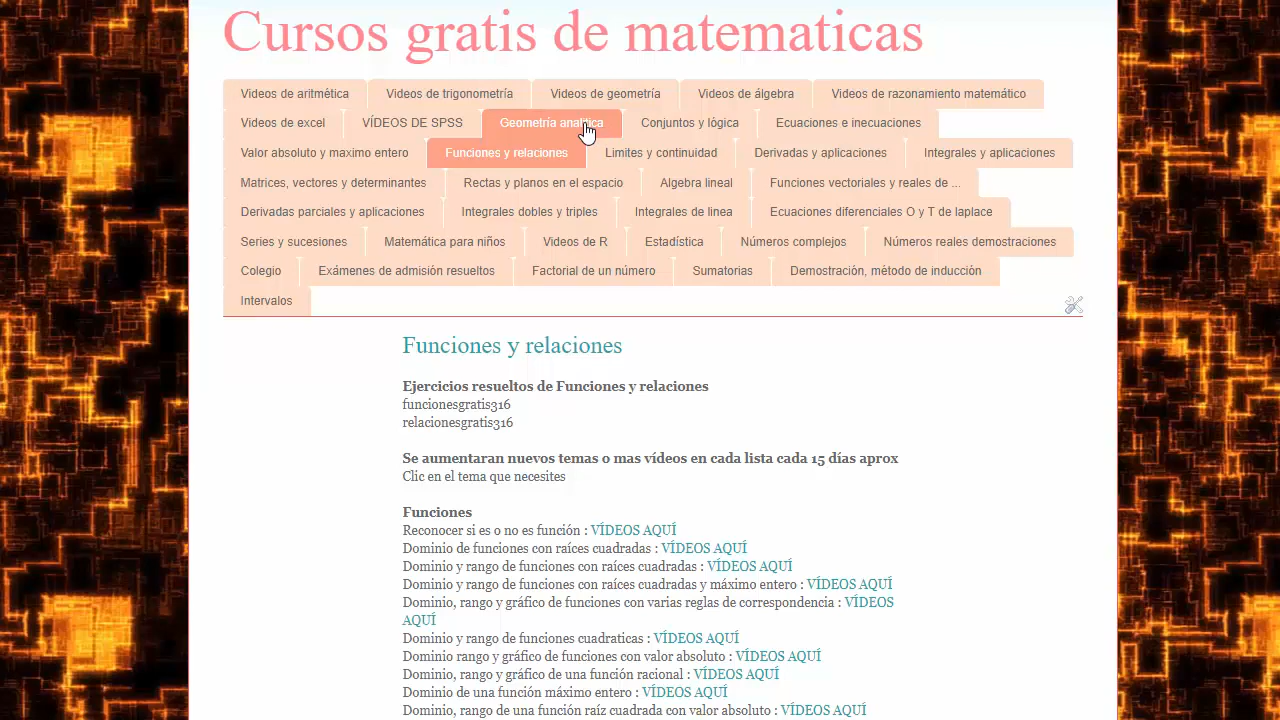 Cursos gratis de matematicas
Videos de aritmética Videos de trigonometría Videos de geometría Videos de álgebra Videos de razonamiento matemático
Videos de excel VÍDEOS DE SPSS Geometría analítica Conjuntos y lógica Ecuaciones e inecuaciones
Valor absoluto y maximo entero Funciones y relaciones Limites y continuidad Derivadas y aplicaciones Integrales y aplicaciones
Matrices, vectores y determinantes Rectas y planos en el espacio Algebra lineal Funciones vectoriales y reales de ...
Derivadas parciales y aplicaciones Integrales dobles y triples Integrales de linea Ecuaciones diferenciales O y T de laplace
Series y sucesiones Matemática para niños Videos de R Estadística Números complejos Números reales demostraciones
Colegio Exámenes de admisión resueltos Factorial de un número Sumatorias Demostración, método de inducción
Intervalos
Funciones y relaciones
Ejercicios resueltos de Funciones y relaciones
funcionesgratis316
relacionesgratis316
Se aumentaran nuevos temas o mas vídeos en cada lista cada 15 días aprox
Clic en el tema que necesites
Funciones
Reconocer si es o no es función : VÍDEOS AQUÍ
Dominio de funciones con raíces cuadradas : VÍDEOS AQUÍ
Dominio y rango de funciones con raíces cuadradas : VÍDEOS AQUÍ
Dominio y rango de funciones con raíces cuadradas y máximo entero : VÍDEOS AQUÍ
Dominio, rango y gráfico de funciones con varias reglas de correspondencia : VÍDEOS
AQUÍ
Dominio y rango de funciones cuadraticas : VÍDEOS AQUÍ
Dominio rango y gráfico de funciones con valor absoluto : VÍDEOS AQUÍ
Dominio, rango y gráfico de una función racional : VÍDEOS AQUÍ
Dominio de una función máximo entero : VÍDEOS AQUÍ
Dominio, rango de una función raíz cuadrada con valor absoluto : VÍDEOS AQUÍ